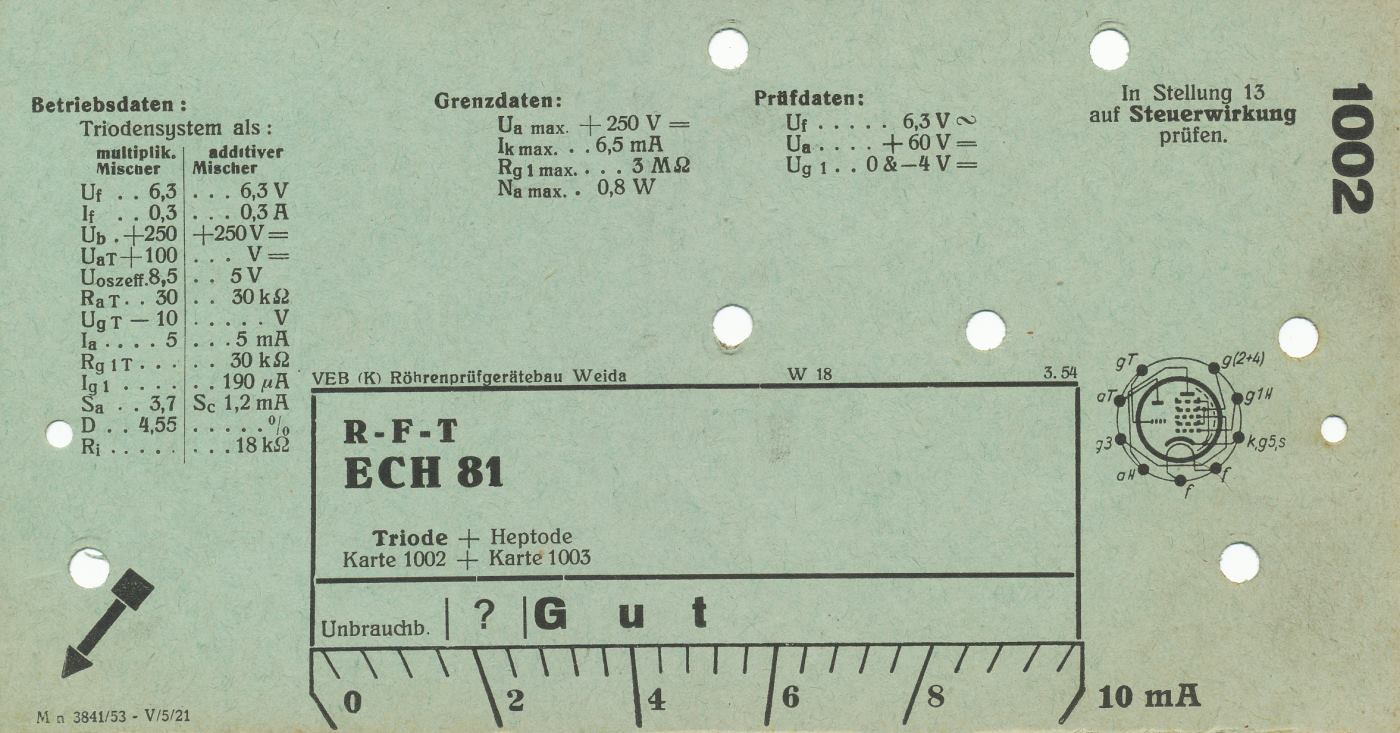 Betriebsdaten:
Triodensystem als:
multiplik. additiver
Mischer Mischer
Uf . . 6,3 . . . 6,3 V
If . . 0,3 . . . 0,3 A
Ub . +250 +250 V =
UaT +100 . . . V =
Uoszeff. 8,5 . . 5 V
RaT . . 30 . . 30 kΩ
UgT — 10 . . . . . V
Ia . . . . 5 . . . 5 mA
Rg1T . . . . . 30 kΩ
Ig1 . . . . . . 190 µA
Sa . . 3,7 Sc 1,2 mA
D . . 4,55 . . . . . %
Ri . . . . . . . . 18 kΩ
Grenzdaten:
Ua max. +250 V =
Ik max. . . 6,5 mA
Rg1 max. . . . 3 MΩ
Na max. . 0,8 W
Prüfdaten:
Uf . . . . . 6,3 V ∾
Ua . . . . +60 V =
Ug 1 . . 0 &—4 V =
In Stellung 13
auf Steuerwirkung
prüfen.
1002
VEB (K) Röhrenprüfgerätebau Weida W 18 3.54
R-F-T
ECH 81
Triode + Heptode
Karte 1002 + Karte 1003
Unbrauchb. | ? | Gut
0 2 4 6 8 10 mA
gT g(2+4)
aT g1H
g3 k,g5,s
aH f
f
M n 3841/53 - V/5/21